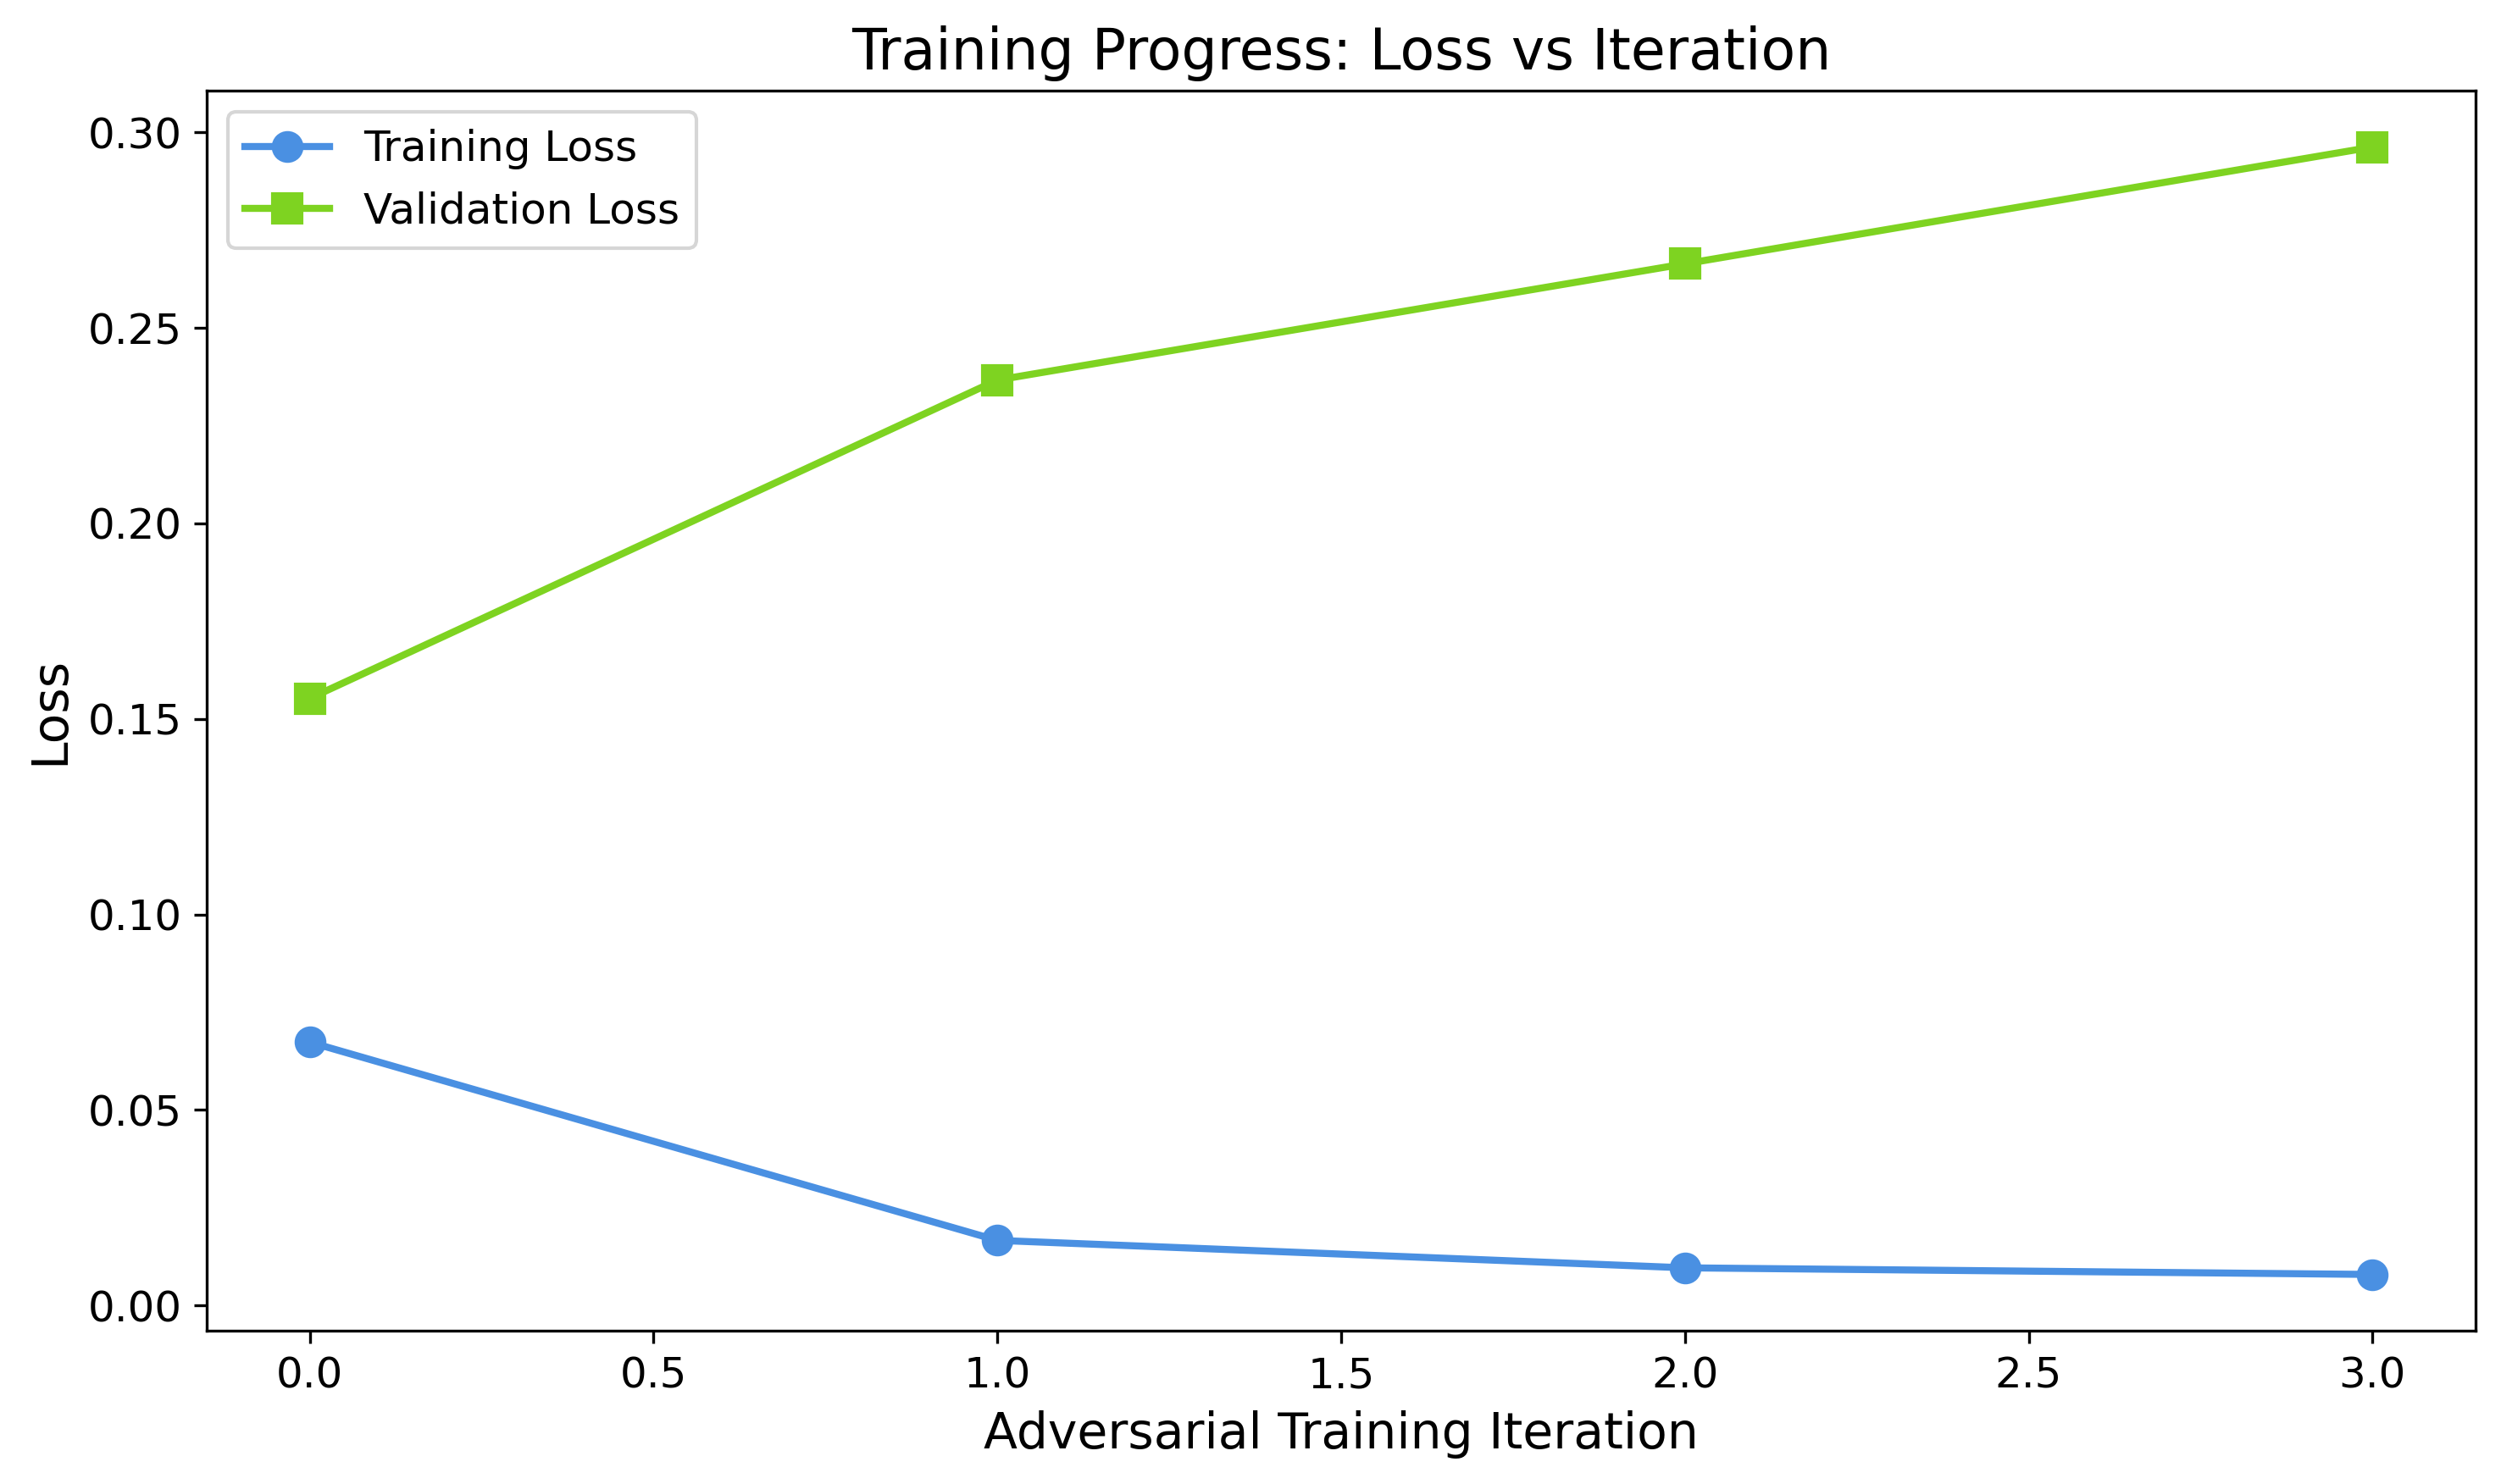 Training Progress: Loss vs Iteration
Training Loss
Validation Loss
Loss
0.30
0.25
0.20
0.15
0.10
0.05
0.00
0.0 0.5 1.0 1.5 2.0 2.5 3.0
Adversarial Training Iteration